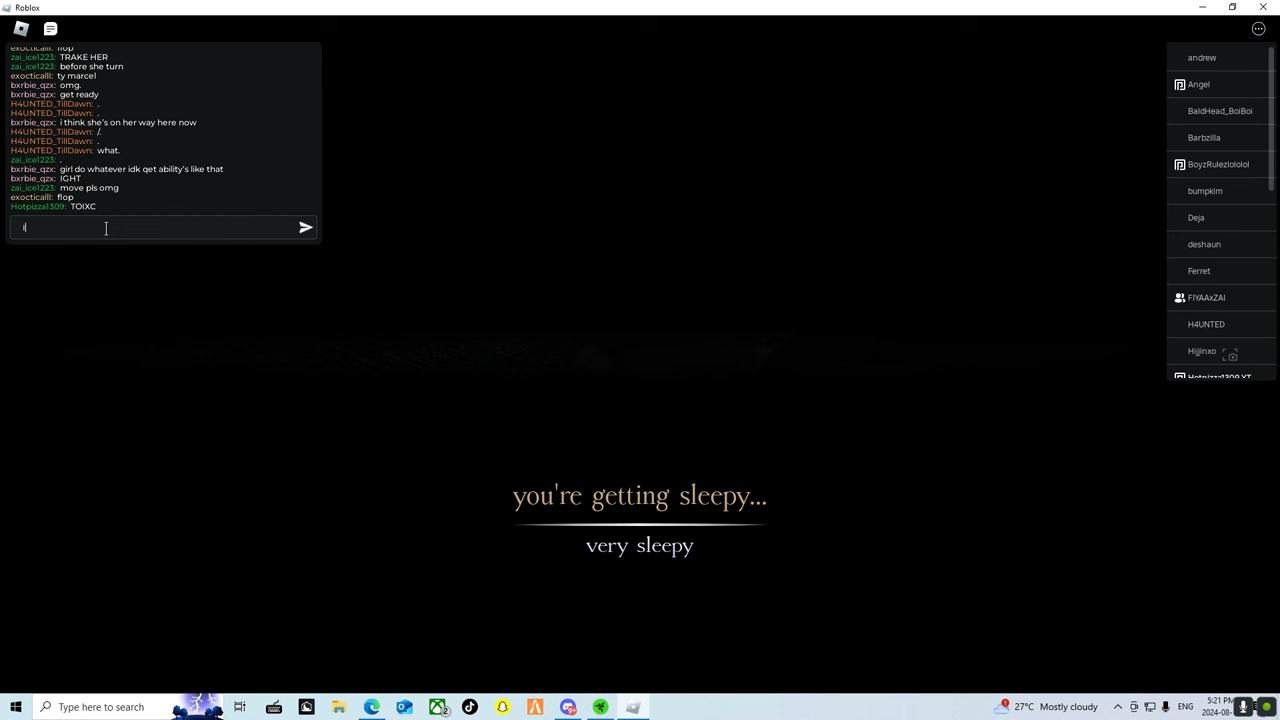 Roblox
exocticalll: flop
zai_ice1223: TRAKE HER
zai_ice1223: before she turn
exocticalll: ty marcel
bxrbie_qzx: omg.
bxrbie_qzx: get ready
H4UNTED_TillDawn: .
H4UNTED_TillDawn: .
bxrbie_qzx: i think she's on her way here now
H4UNTED_TillDawn: /.
H4UNTED_TillDawn: .
H4UNTED_TillDawn: what.
zai_ice1223: .
bxrbie_qzx: girl do whatever idk qet ability's like that
bxrbie_qzx: IGHT
zai_ice1223: move pls omg
exocticalll: flop
Hotpizza1309: TOIXC
i
andrew
Angel
BaldHead_BoiBoi
Barbzilla
BoyzRulezlololol
bumpkim
Deja
deshaun
Ferret
FIYAAxZAI
H4UNTED
Hijjinxo
Hotpizza1309 YT
you're getting sleepy...
very sleepy
Type here to search
27°C Mostly cloudy
ENG
5:21 PM
2024-08-